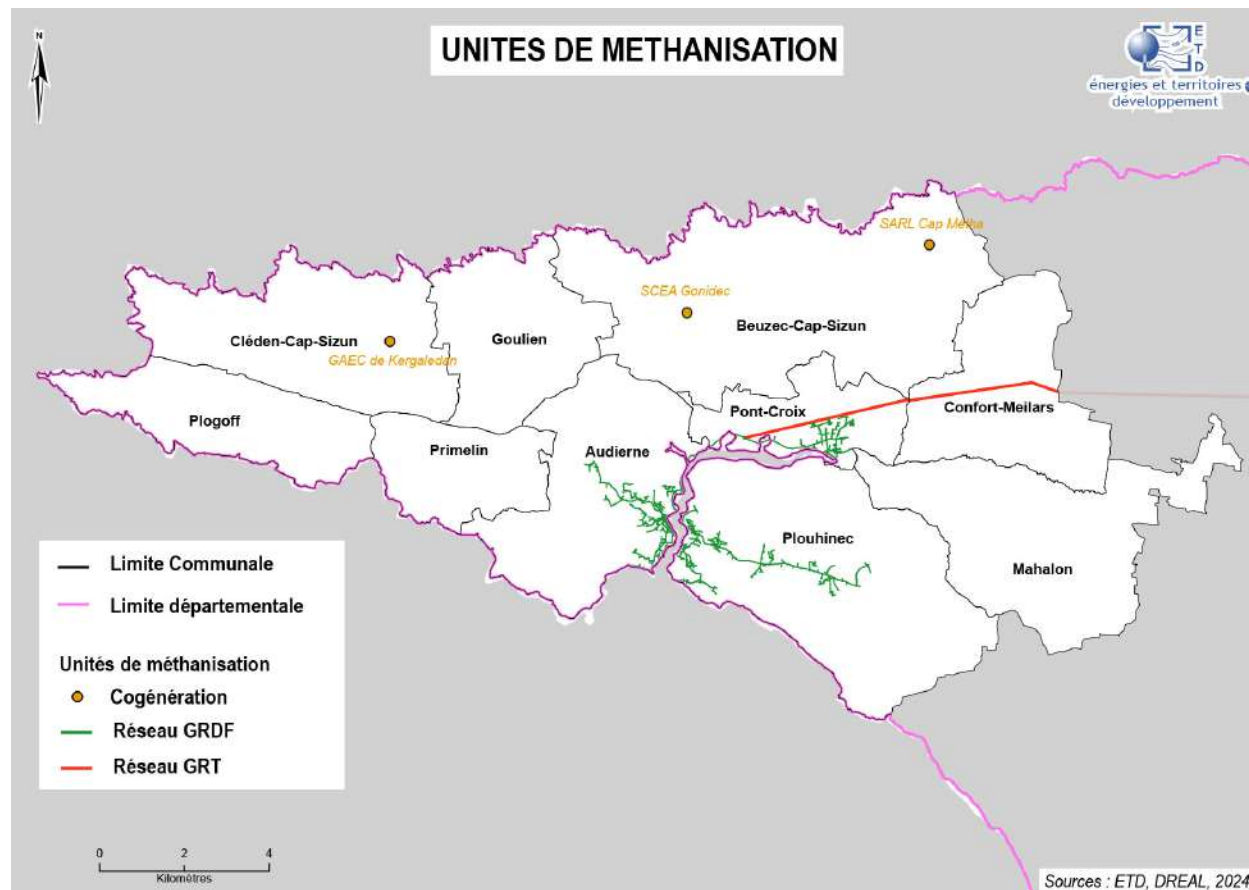 N
UNITES DE METHANISATION
E
T
D
énergies et territoires
développement
SARL Cap Métha
SCEA Gonidec
Beuzec-Cap-Sizun
Goulien
Cléden-Cap-Sizun
GAEC de Kergaledan
Pont-Croix
Confort-Meilars
Plogoff
Primelin
Audierne
Plouhinec
Mahalon
Limite Communale
Limite départementale
Unités de méthanisation
Cogénération
Réseau GRDF
Réseau GRT
0 2 4
Kilomètres
Sources : ETD, DREAL, 2024